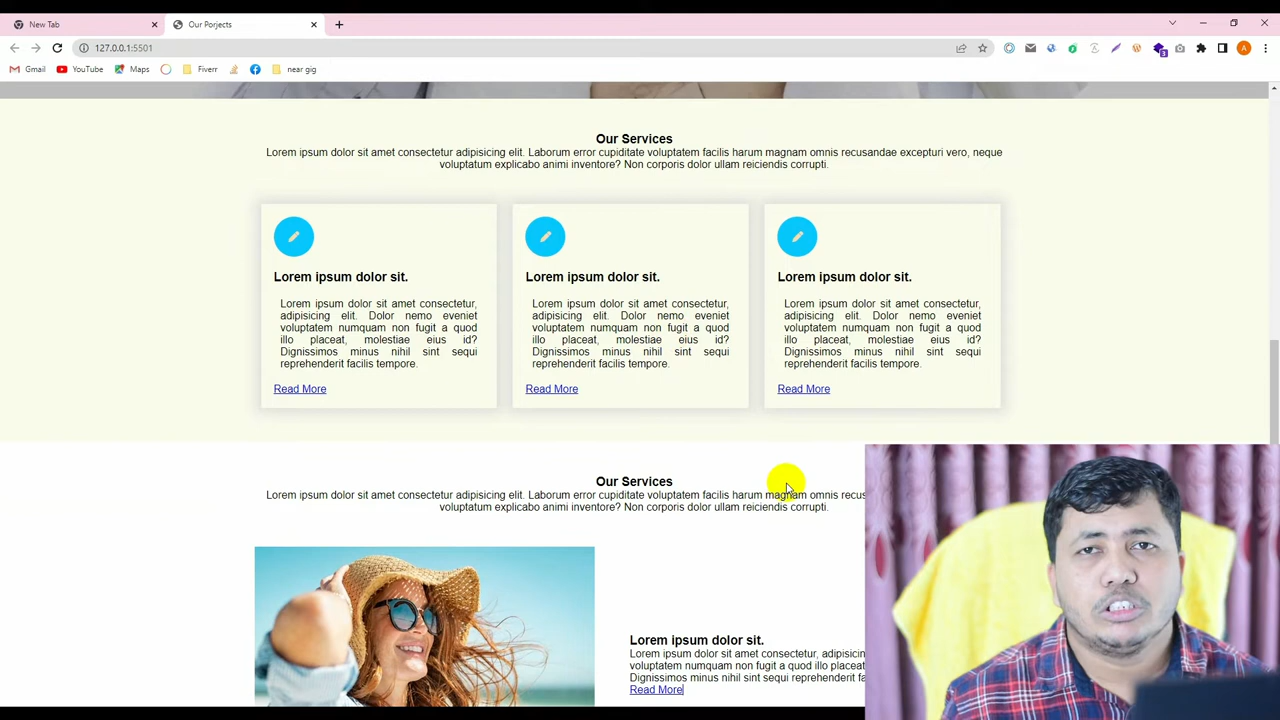 New Tab
Our Porjects
127.0.0.1:5501
Gmail
YouTube
Maps
Fiverr
near gig
3
A
Our Services
Lorem ipsum dolor sit amet consectetur adipisicing elit. Laborum error cupiditate voluptatem facilis harum magnam omnis recusandae excepturi vero, neque
voluptatum explicabo animi inventore? Non corporis dolor ullam reiciendis corrupti.
Lorem ipsum dolor sit.
Lorem ipsum dolor sit amet consectetur,
adipisicing elit. Dolor nemo eveniet
voluptatem numquam non fugit a quod
illo placeat, molestiae eius id?
Dignissimos minus nihil sint sequi
reprehenderit facilis tempore.
Read More
Lorem ipsum dolor sit.
Lorem ipsum dolor sit amet consectetur,
adipisicing elit. Dolor nemo eveniet
voluptatem numquam non fugit a quod
illo placeat, molestiae eius id?
Dignissimos minus nihil sint sequi
reprehenderit facilis tempore.
Read More
Lorem ipsum dolor sit.
Lorem ipsum dolor sit amet consectetur,
adipisicing elit. Dolor nemo eveniet
voluptatem numquam non fugit a quod
illo placeat, molestiae eius id?
Dignissimos minus nihil sint sequi
reprehenderit facilis tempore.
Read More
Our Services
Lorem ipsum dolor sit amet consectetur adipisicing elit. Laborum error cupiditate voluptatem facilis harum magnam omnis recus
voluptatum explicabo animi inventore? Non corporis dolor ullam reiciendis corrupti.
Lorem ipsum dolor sit.
Lorem ipsum dolor sit amet consectetur, adipisicin
voluptatem numquam non fugit a quod illo placeat
Dignissimos minus nihil sint sequi reprehenderit fa
Read More